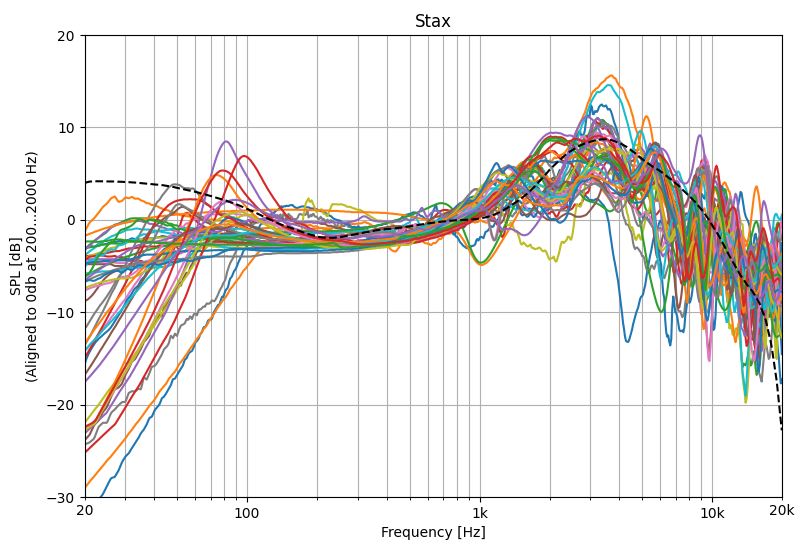 Stax
SPL [dB]
(Aligned to 0db at 200...2000 Hz)
20
10
0
−10
−20
−30
20
100
1k
10k
20k
Frequency [Hz]